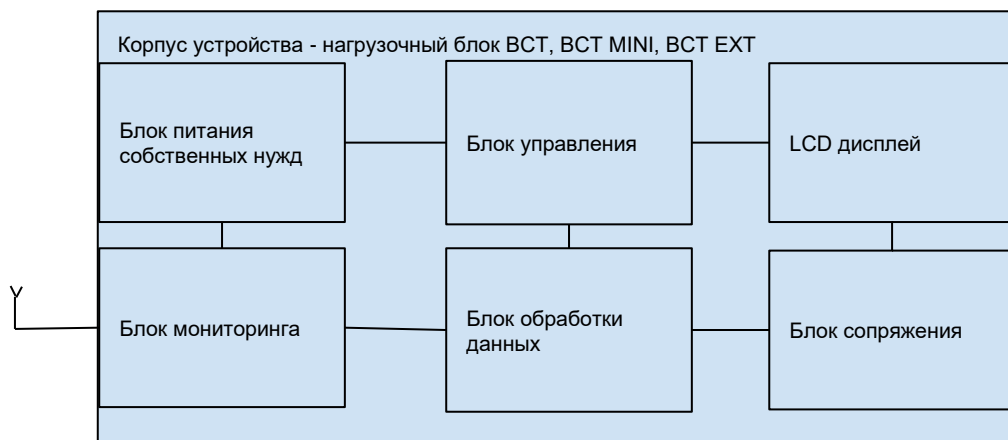 Корпус устройства - нагрузочный блок BCT, BCT MINI, BCT EXT
Блок питания
собственных нужд
Блок управления
LCD дисплей
Блок мониторинга
Блок обработки
данных
Блок сопряжения